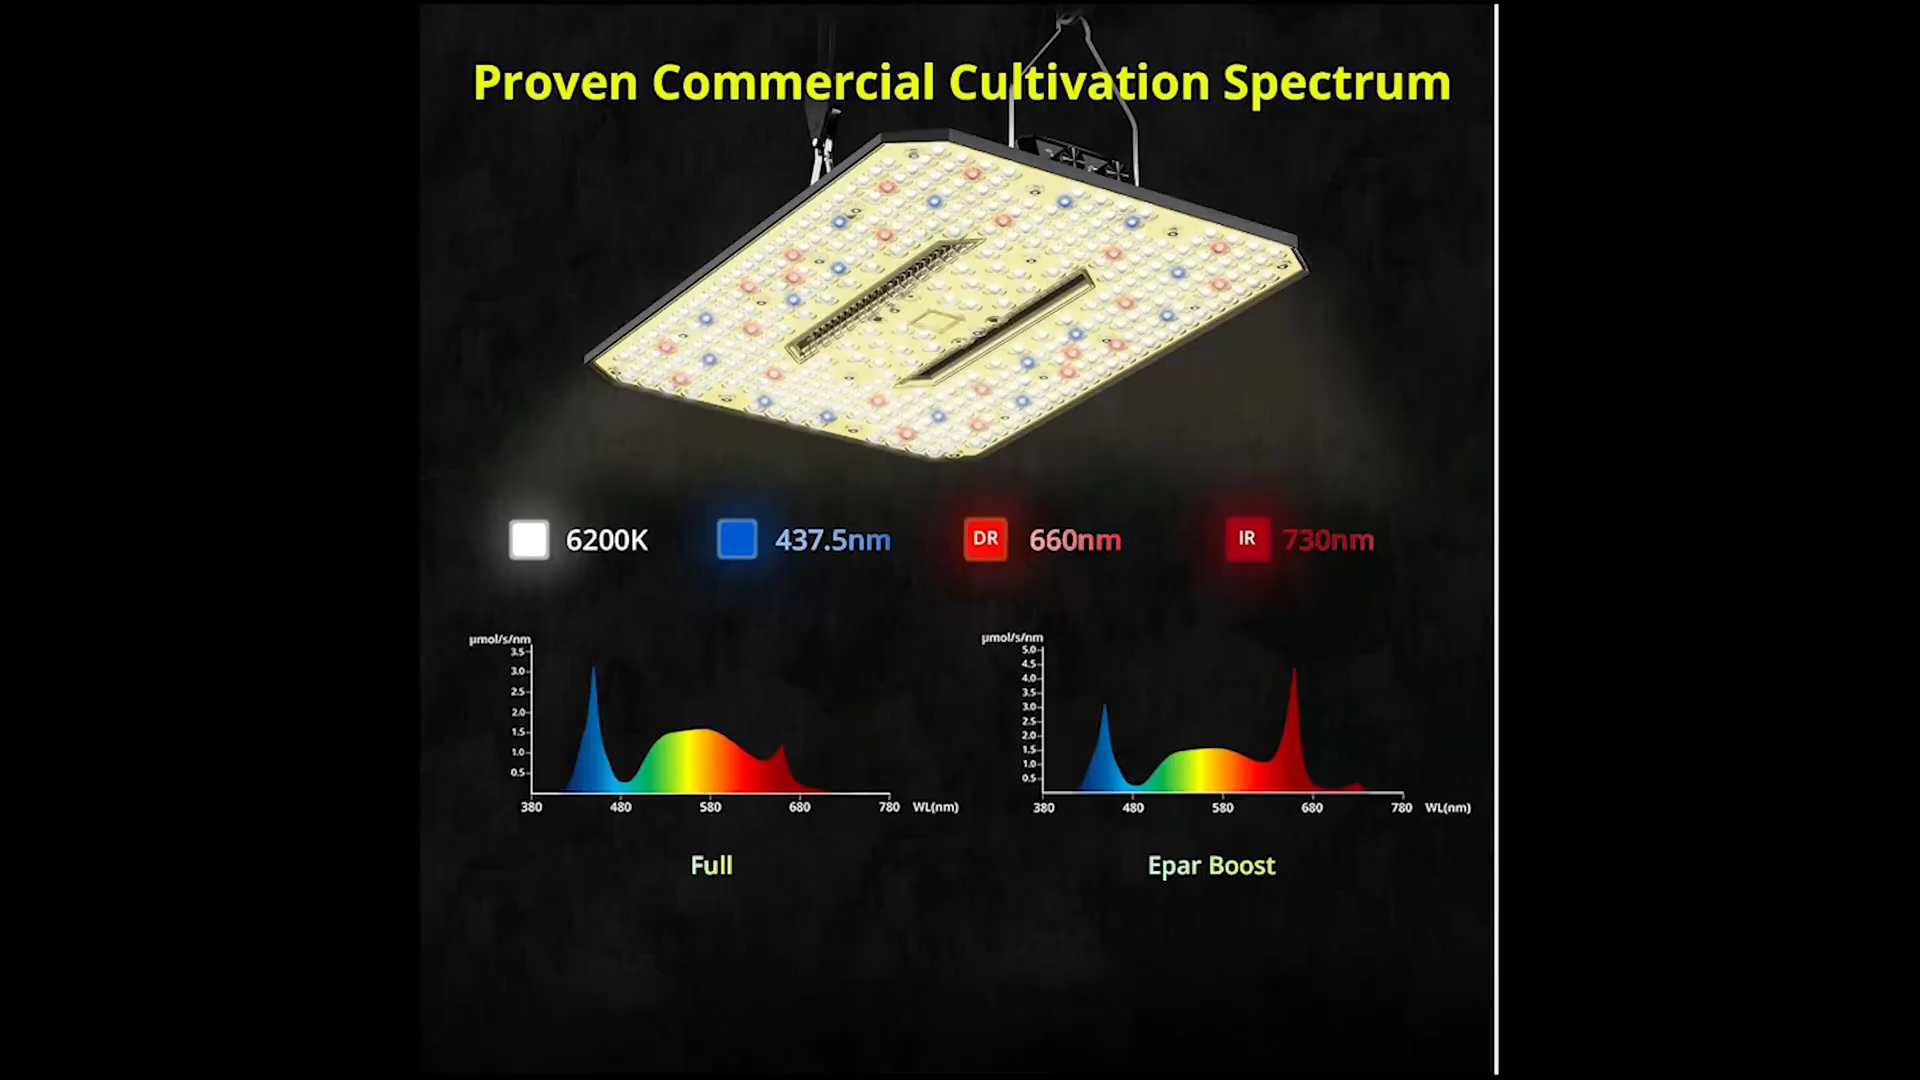 Proven Commercial Cultivation Spectrum
6200K
437.5nm
DR 660nm
IR 730nm
μmol/s/nm
3.5
3.0
2.5
2.0
1.5
1.0
0.5
380 480 580 680 780 WL(nm)
Full
μmol/s/nm
5.0
4.5
4.0
3.5
3.0
2.5
2.0
1.5
1.0
0.5
380 480 580 680 780 WL(nm)
Epar Boost